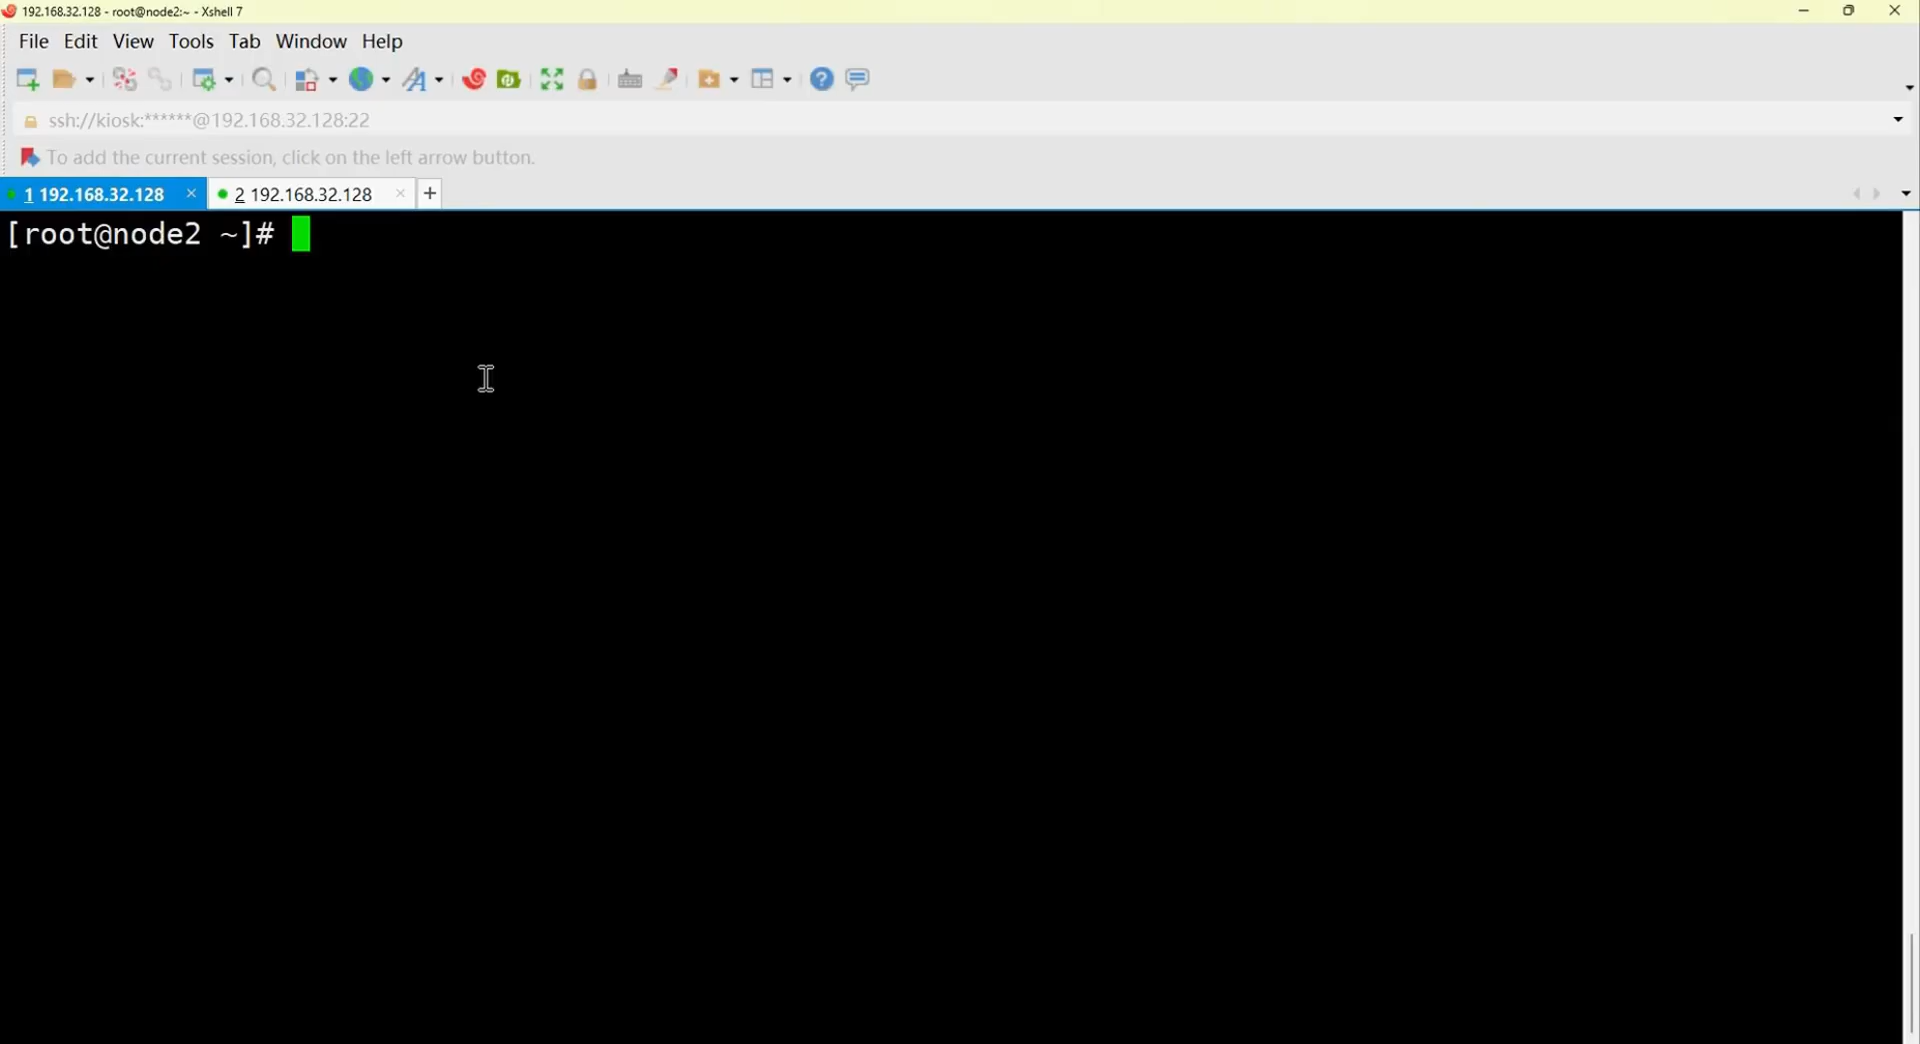 192.168.32.128 - root@node2:~ - Xshell 7
File Edit View Tools Tab Window Help
ssh://kiosk:******@192.168.32.128:22
To add the current session, click on the left arrow button.
1 192.168.32.128 × 2 192.168.32.128 × +
[root@node2 ~]#